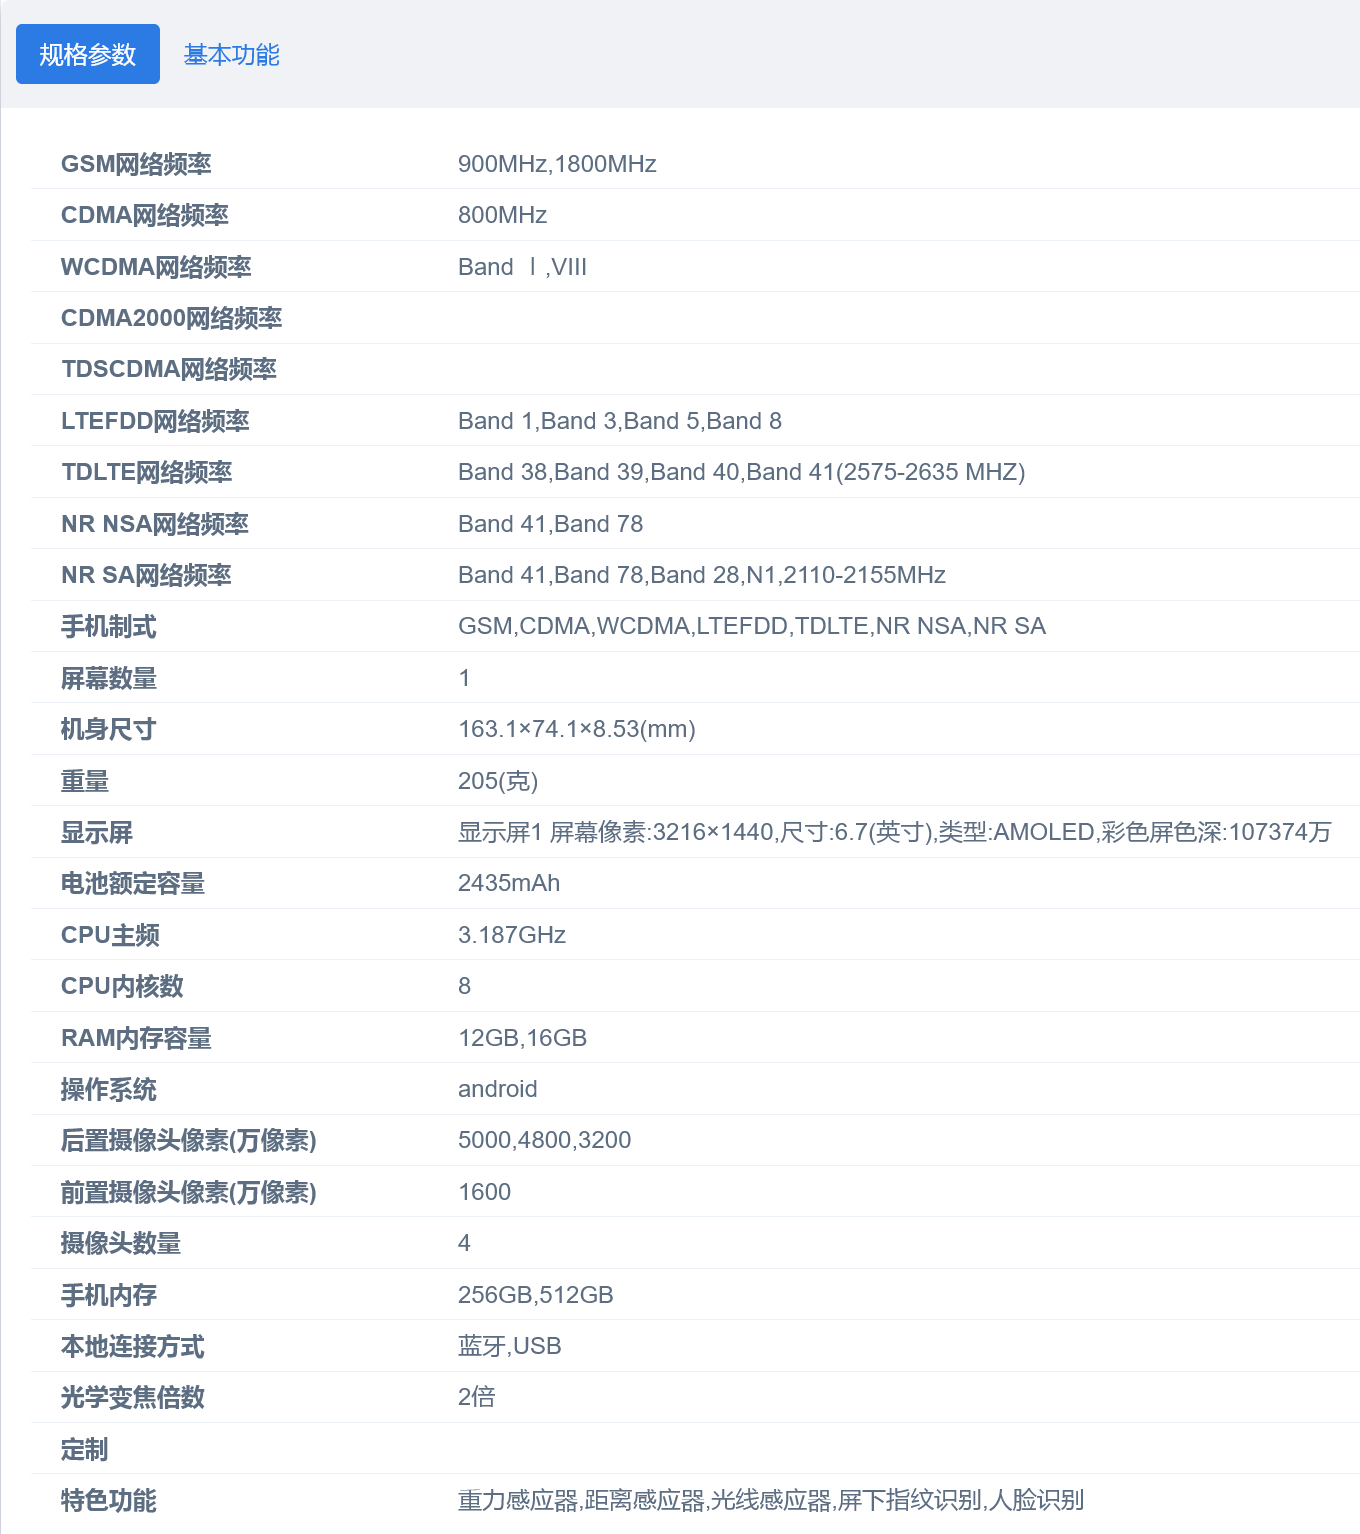 规格参数 基本功能
GSM网络频率 900MHz,1800MHz
CDMA网络频率 800MHz
WCDMA网络频率 Band Ⅰ,VIII
CDMA2000网络频率
TDSCDMA网络频率
LTEFDD网络频率 Band 1,Band 3,Band 5,Band 8
TDLTE网络频率 Band 38,Band 39,Band 40,Band 41(2575-2635 MHZ)
NR NSA网络频率 Band 41,Band 78
NR SA网络频率 Band 41,Band 78,Band 28,N1,2110-2155MHz
手机制式 GSM,CDMA,WCDMA,LTEFDD,TDLTE,NR NSA,NR SA
屏幕数量 1
机身尺寸 163.1×74.1×8.53(mm)
重量 205(克)
显示屏 显示屏1 屏幕像素:3216×1440,尺寸:6.7(英寸),类型:AMOLED,彩色屏色深:107374万
电池额定容量 2435mAh
CPU主频 3.187GHz
CPU内核数 8
RAM内存容量 12GB,16GB
操作系统 android
后置摄像头像素(万像素) 5000,4800,3200
前置摄像头像素(万像素) 1600
摄像头数量 4
手机内存 256GB,512GB
本地连接方式 蓝牙,USB
光学变焦倍数 2倍
定制
特色功能 重力感应器,距离感应器,光线感应器,屏下指纹识别,人脸识别